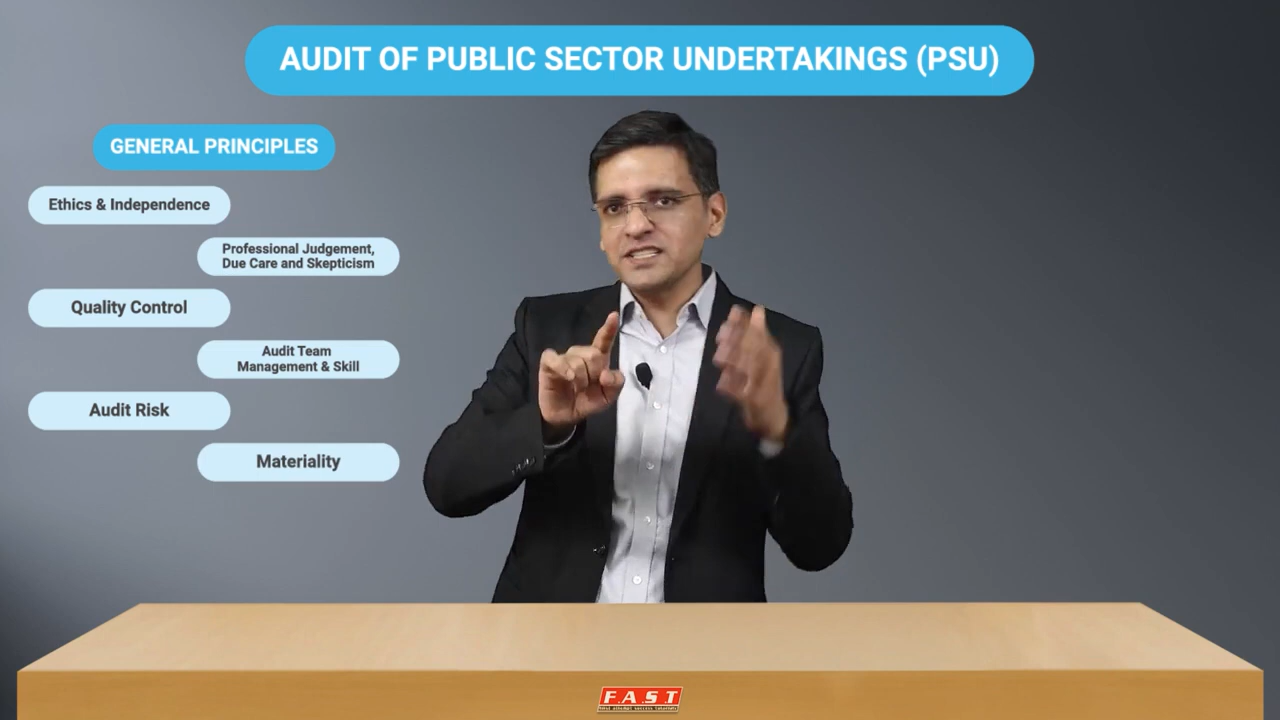 AUDIT OF PUBLIC SECTOR UNDERTAKINGS (PSU)
GENERAL PRINCIPLES
Ethics & Independence
Professional Judgement,
Due Care and Skepticism
Quality Control
Audit Team
Management & Skill
Audit Risk
Materiality
F.A.S.T